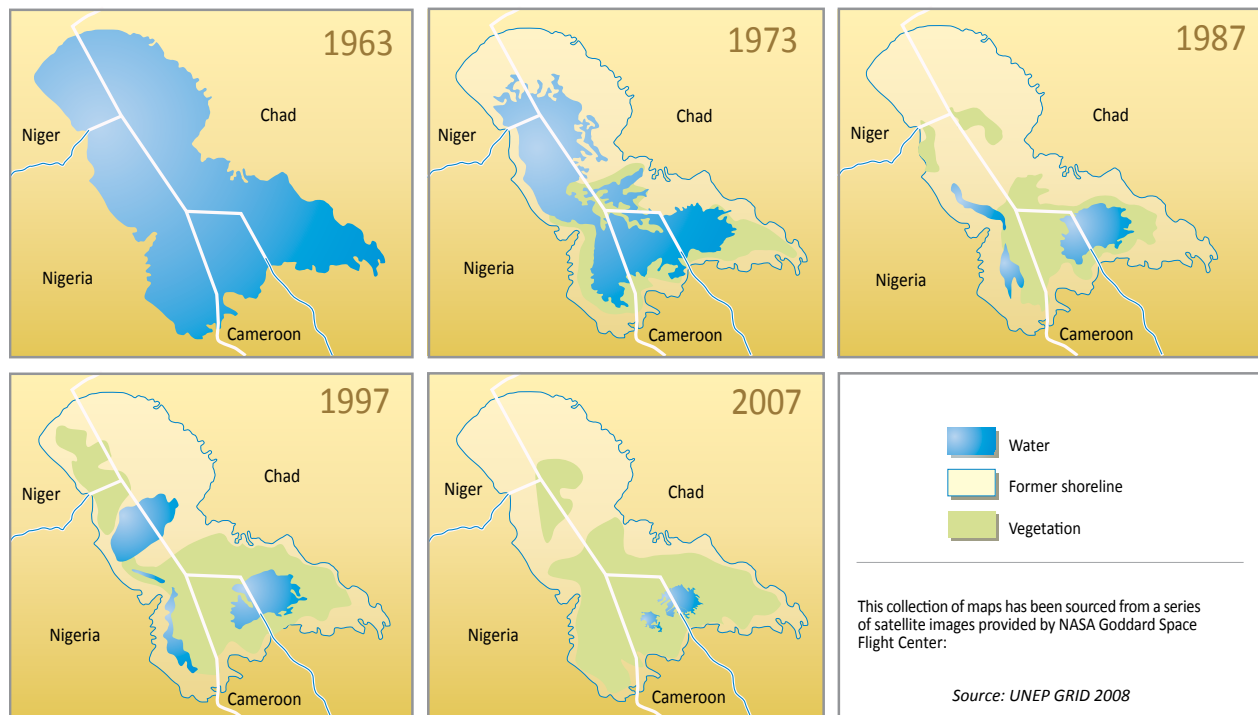 1963
Chad
Niger
Nigeria
Cameroon
1973
Chad
Niger
Nigeria
Cameroon
1987
Chad
Niger
Nigeria
Cameroon
1997
Chad
Niger
Nigeria
Cameroon
2007
Chad
Niger
Nigeria
Cameroon
Water
Former shoreline
Vegetation
This collection of maps has been sourced from a series
of satellite images provided by NASA Goddard Space
Flight Center:
Source: UNEP GRID 2008